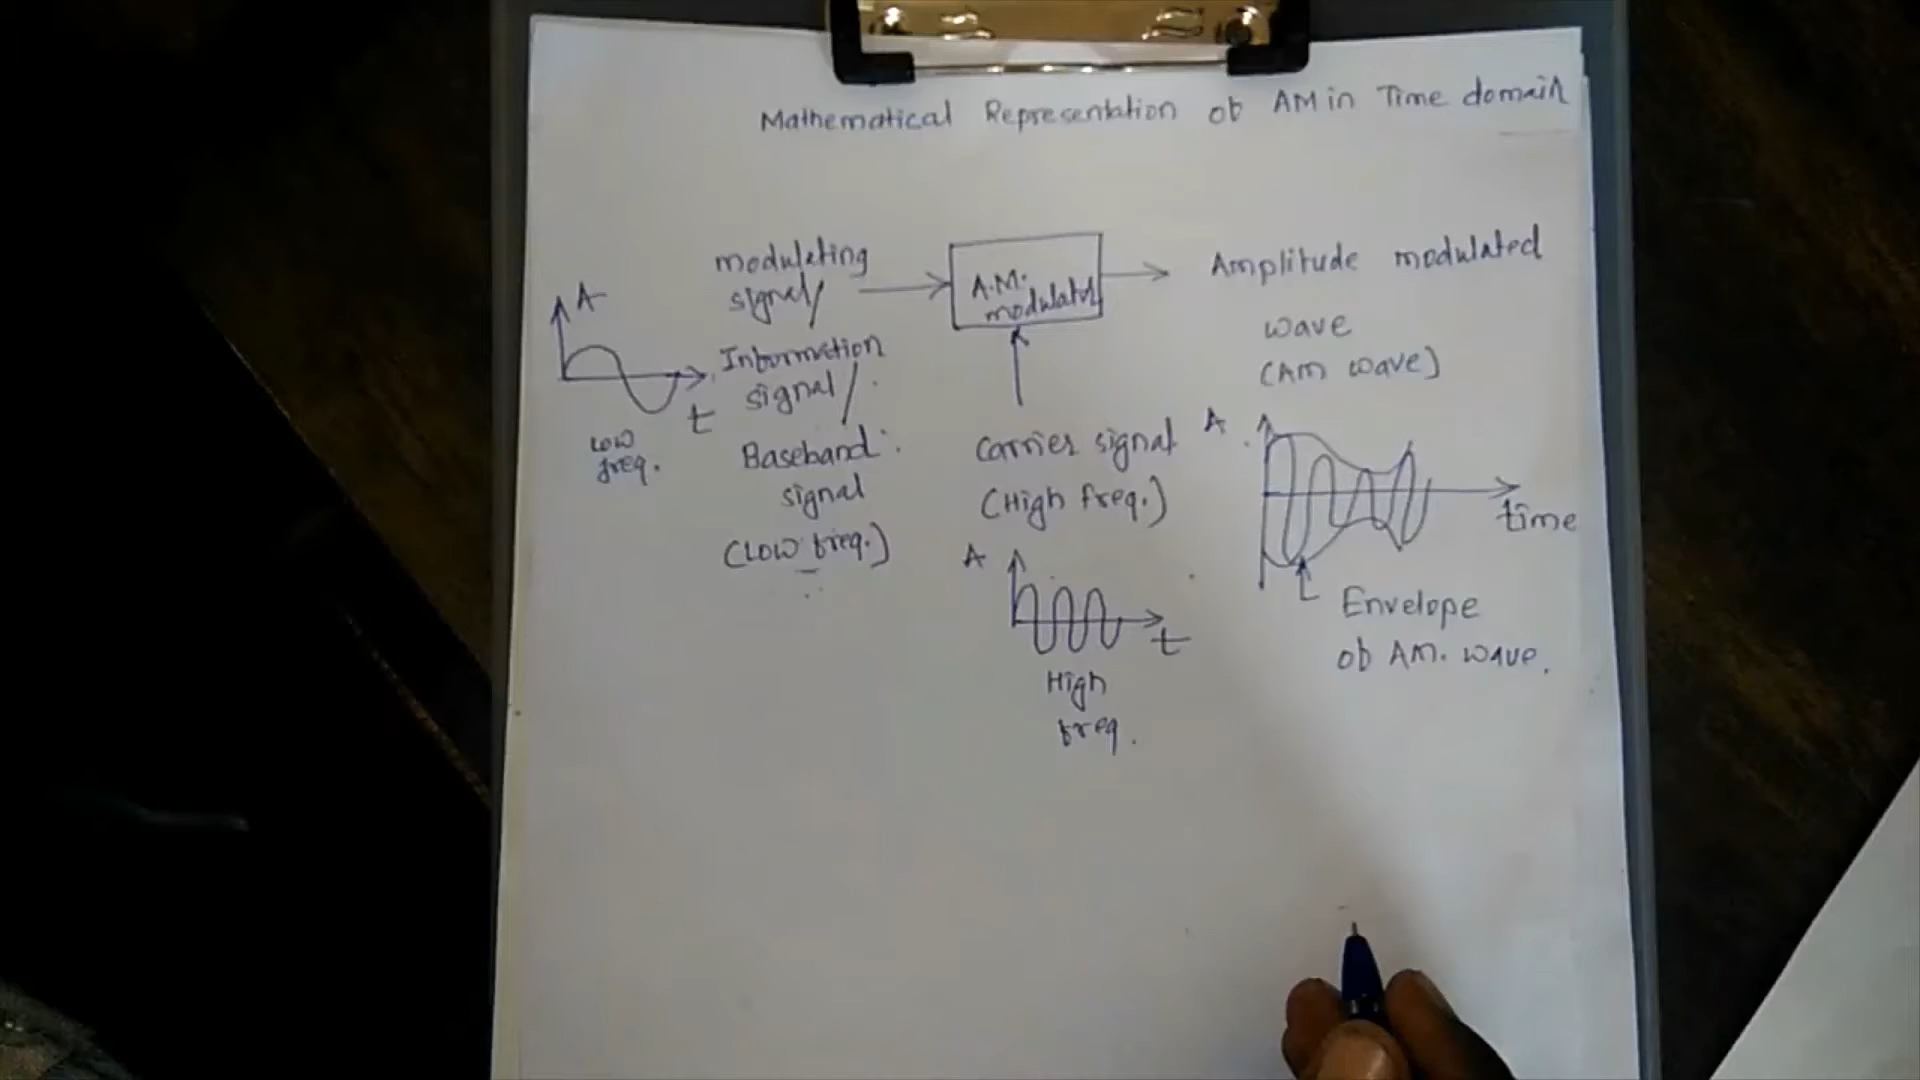 Mathematical Representation of AM in Time domain
modulating
signal/
Information
signal/
Baseband
signal
(Low freq.)
A
t
Low
freq.
A.M.
modulator
Carrier signal
(High freq.)
A
t
High
freq.
Amplitude modulated
wave
(AM wave)
A
time
Envelope
of AM. wave.